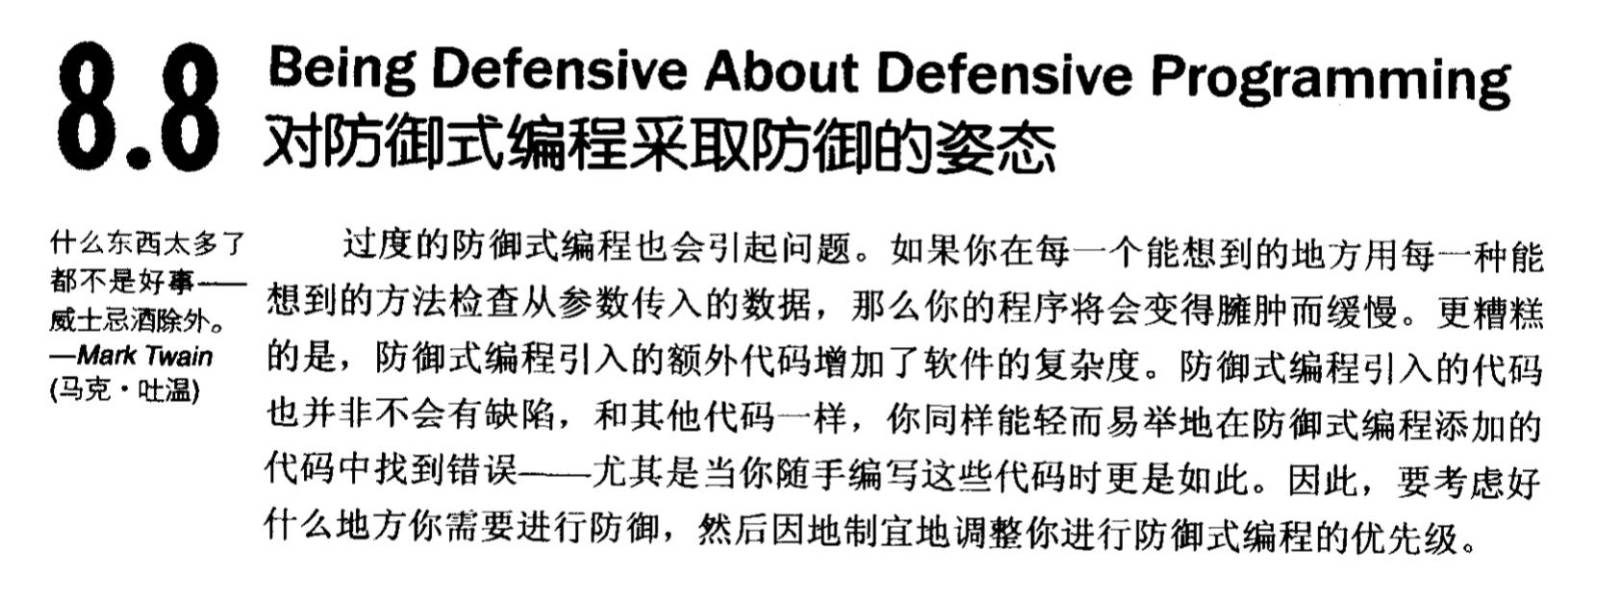 8.8
Being Defensive About Defensive Programming
对防御式编程采取防御的姿态
什么东西太多了
都不是好事——
威士忌酒除外。
—Mark Twain
(马克·吐温)
过度的防御式编程也会引起问题。如果你在每一个能想到的地方用每一种能
想到的方法检查从参数传入的数据，那么你的程序将会变得臃肿而缓慢。更糟糕
的是，防御式编程引入的额外代码增加了软件的复杂度。防御式编程引入的代码
也并非不会有缺陷，和其他代码一样，你同样能轻而易举地在防御式编程添加的
代码中找到错误——尤其是当你随手编写这些代码时更是如此。因此，要考虑好
什么地方你需要进行防御，然后因地制宜地调整你进行防御式编程的优先级。